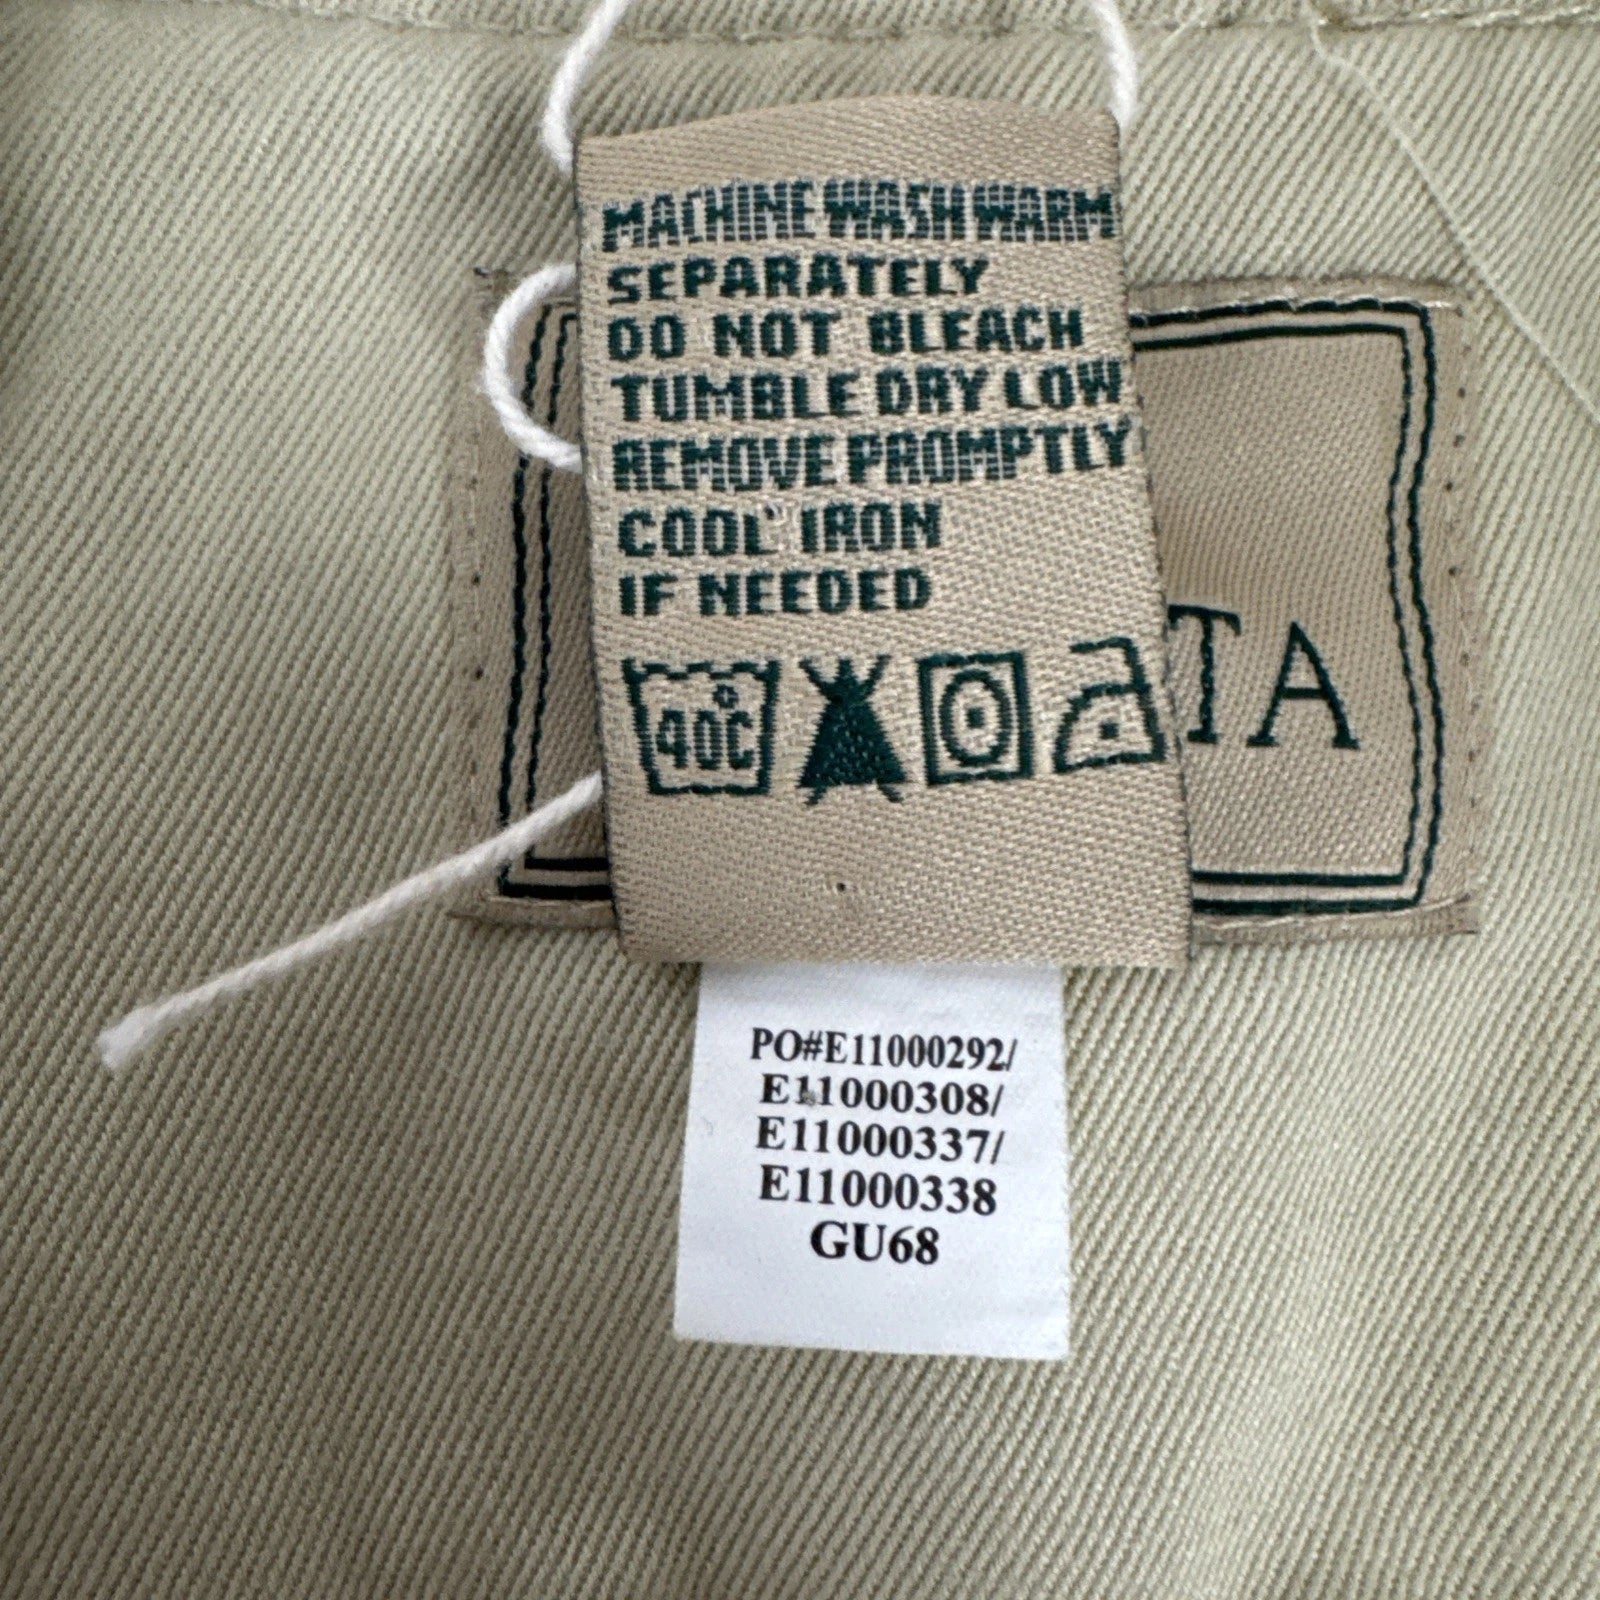 MACHINE WASH WARM
SEPARATELY
DO NOT BLEACH
TUMBLE DRY LOW
REMOVE PROMPTLY
COOL IRON
IF NEEDED
40°C
TA
PO#E11000292/
E11000308/
E11000337/
E11000338
GU68